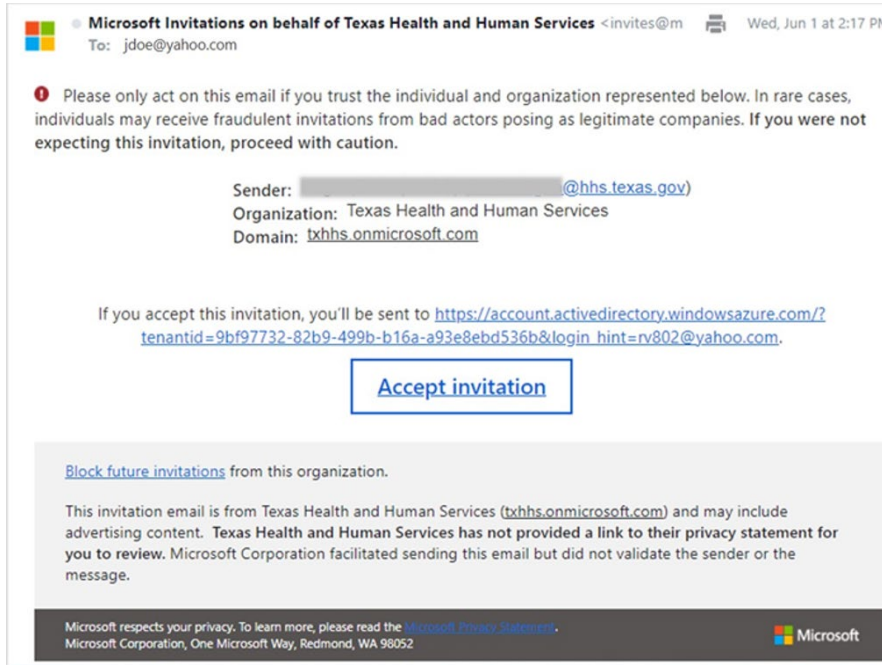 Microsoft Invitations on behalf of Texas Health and Human Services <invites@m Wed, Jun 1 at 2:17 PM
To: jdoe@yahoo.com
Please only act on this email if you trust the individual and organization represented below. In rare cases,
individuals may receive fraudulent invitations from bad actors posing as legitimate companies. If you were not
expecting this invitation, proceed with caution.
Sender: @hhs.texas.gov)
Organization: Texas Health and Human Services
Domain: txhhs.onmicrosoft.com
If you accept this invitation, you'll be sent to https://account.activedirectory.windowsazure.com/?
tenantid=9bf97732-82b9-499b-b16a-a93e8ebd536b&login_hint=rv802@yahoo.com.
Accept invitation
Block future invitations from this organization.
This invitation email is from Texas Health and Human Services (txhhs.onmicrosoft.com) and may include
advertising content. Texas Health and Human Services has not provided a link to their privacy statement for
you to review. Microsoft Corporation facilitated sending this email but did not validate the sender or the
message.
Microsoft respects your privacy. To learn more, please read the Microsoft Privacy Statement.
Microsoft Corporation, One Microsoft Way, Redmond, WA 98052
Microsoft